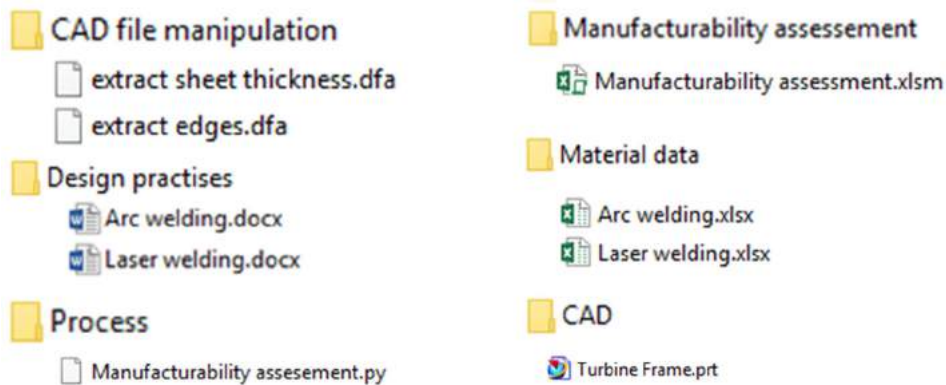 CAD file manipulation
extract sheet thickness.dfa
extract edges.dfa
Design practises
Arc welding.docx
Laser welding.docx
Process
Manufacturability assesement.py
Manufacturability assessement
Manufacturability assessment.xlsm
Material data
Arc welding.xlsx
Laser welding.xlsx
CAD
Turbine Frame.prt